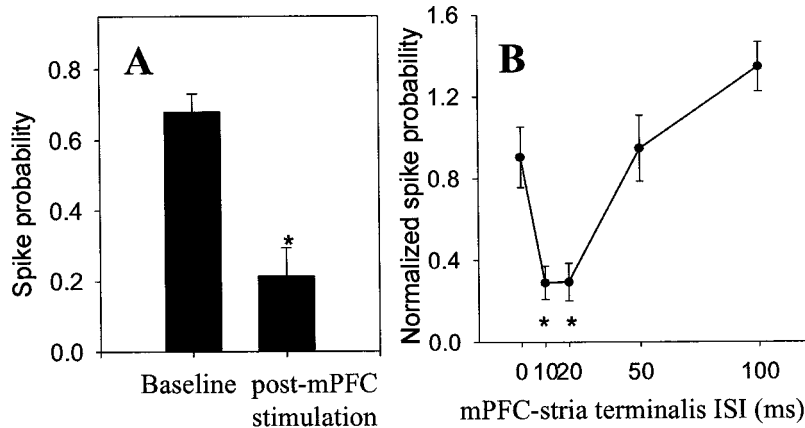 A
Spike probability
0.8
0.6
0.4
0.2
0.0
*
Baseline
post-mPFC
stimulation
B
Normalized spike probability
1.6
1.2
0.8
0.4
0.0
* *
0 10 20 50 100
mPFC-stria terminalis ISI (ms)